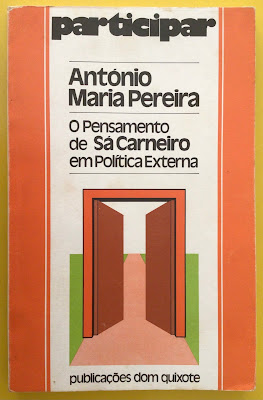 participar
António
Maria Pereira
O Pensamento
de Sá Carneiro
em Política Externa
publicações dom quixote